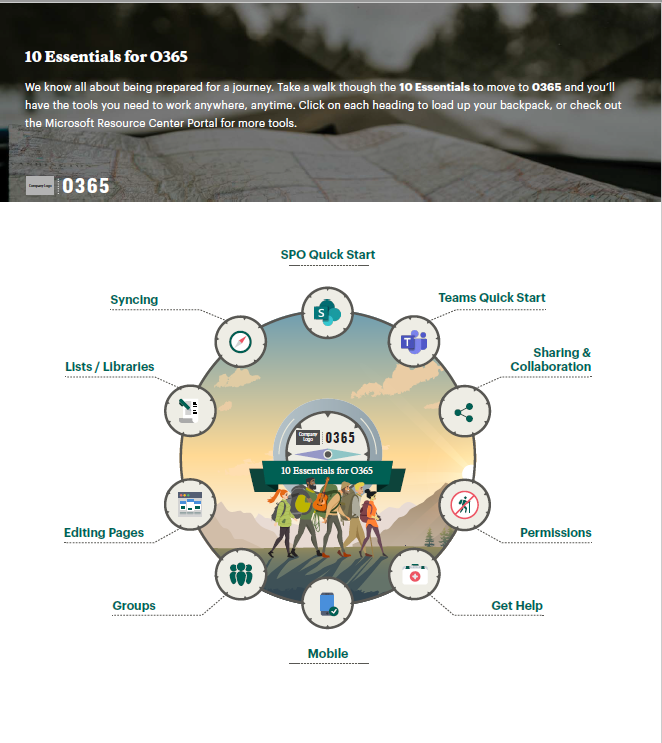 10 Essentials for O365
We know all about being prepared for a journey. Take a walk though the 10 Essentials to move to O365 and you'll
have the tools you need to work anywhere, anytime. Click on each heading to load up your backpack, or check out
the Microsoft Resource Center Portal for more tools.
Company Logo O365
SPO Quick Start
Syncing
Teams Quick Start
Sharing &
Collaboration
Lists / Libraries
S
T
Company
Logo
O365
10 Essentials for O365
Editing Pages
Permissions
Groups
Get Help
Mobile